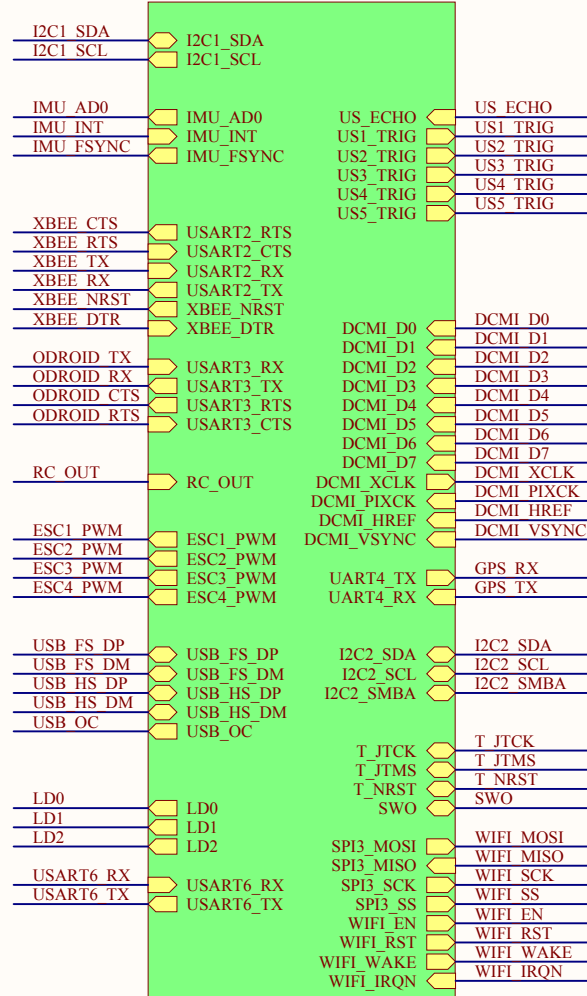 I2C1_SDA I2C1_SDA
I2C1_SCL I2C1_SCL
IMU_AD0 IMU_AD0 US_ECHO US_ECHO
IMU_INT IMU_INT US1_TRIG US1_TRIG
IMU_FSYNC IMU_FSYNC US2_TRIG US2_TRIG
US3_TRIG US3_TRIG
US4_TRIG US4_TRIG
US5_TRIG US5_TRIG
XBEE_CTS USART2_RTS
XBEE_RTS USART2_CTS
XBEE_TX USART2_RX
XBEE_RX USART2_TX
XBEE_NRST XBEE_NRST
XBEE_DTR XBEE_DTR DCMI_D0 DCMI_D0
DCMI_D1 DCMI_D1
ODROID_TX USART3_RX DCMI_D2 DCMI_D2
ODROID_RX USART3_TX DCMI_D3 DCMI_D3
ODROID_CTS USART3_RTS DCMI_D4 DCMI_D4
ODROID_RTS USART3_CTS DCMI_D5 DCMI_D5
DCMI_D6 DCMI_D6
DCMI_D7 DCMI_D7
RC_OUT RC_OUT DCMI_XCLK DCMI_XCLK
DCMI_PIXCK DCMI_PIXCK
DCMI_HREF DCMI_HREF
ESC1_PWM ESC1_PWM DCMI_VSYNC DCMI_VSYNC
ESC2_PWM ESC2_PWM
ESC3_PWM ESC3_PWM UART4_TX GPS_RX
ESC4_PWM ESC4_PWM UART4_RX GPS_TX
USB_FS_DP USB_FS_DP I2C2_SDA I2C2_SDA
USB_FS_DM USB_FS_DM I2C2_SCL I2C2_SCL
USB_HS_DP USB_HS_DP I2C2_SMBA I2C2_SMBA
USB_HS_DM USB_HS_DM
USB_OC USB_OC
T_JTCK T_JTCK
T_JTMS T_JTMS
T_NRST T_NRST
LD0 LD0 SWO SWO
LD1 LD1
LD2 LD2 SPI3_MOSI WIFI_MOSI
SPI3_MISO WIFI_MISO
USART6_RX USART6_RX SPI3_SCK WIFI_SCK
USART6_TX USART6_TX SPI3_SS WIFI_SS
WIFI_EN WIFI_EN
WIFI_RST WIFI_RST
WIFI_WAKE WIFI_WAKE
WIFI_IRQN WIFI_IRQN